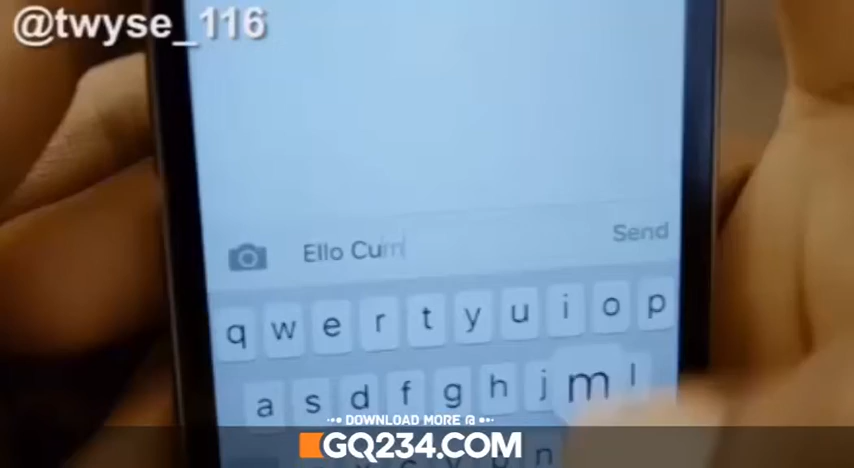 @twyse_116
Ello Cum
Send
q w e r t y u i o p
a s d f g h j m l
DOWNLOAD MORE @
GQ234.COM
n